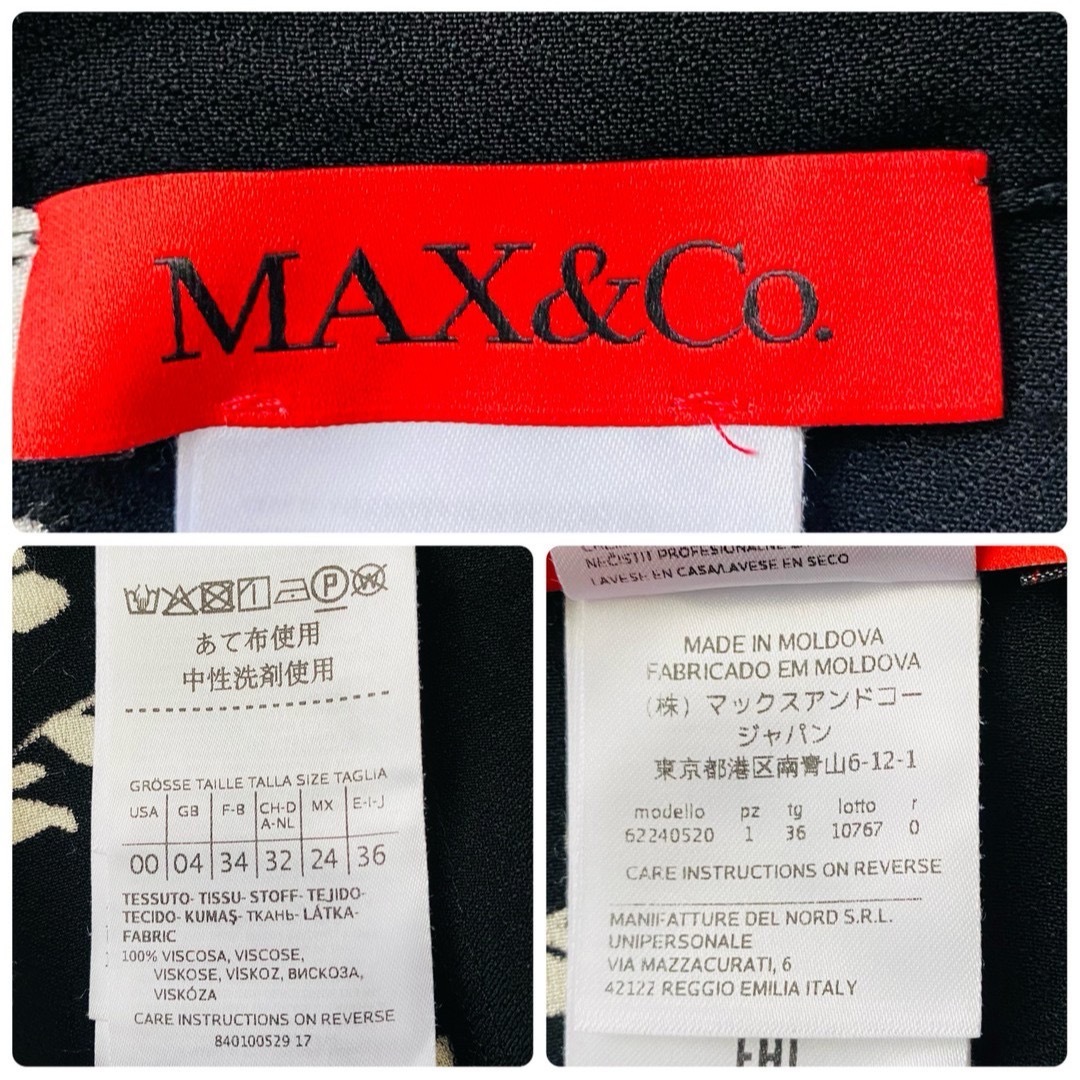 MAX&Co.
あて布使用
中性洗剤使用
GRÖSSE TAILLE TALLA SIZE TAGLIA
USA GB F-B CH-D A-NL MX E-I-J
00 04 34 32 24 36
TESSUTO- TISSU- STOFF- TEJIDO-
TECIDO- KUMAŞ- ТКАНЬ- LÁTKA-
FABRIC
100% VISCOSA, VISCOSE,
VISKOSE, VİSKOZ, ВИСКОЗА,
VISKÓZA
CARE INSTRUCTIONS ON REVERSE
840100529 17
NEČISTIT PROFESIONÁLNE
LAVESE EN CASA/LAVESE EN SECO
MADE IN MOLDOVA
FABRICADO EM MOLDOVA
(株) マックスアンドコー
ジャパン
東京都港区南青山6-12-1
modello pz tg lotto r
62240520 1 36 10767 0
CARE INSTRUCTIONS ON REVERSE
MANIFATTURE DEL NORD S.R.L.
UNIPERSONALE
VIA MAZZACURATI, 6
42122 REGGIO EMILIA ITALY